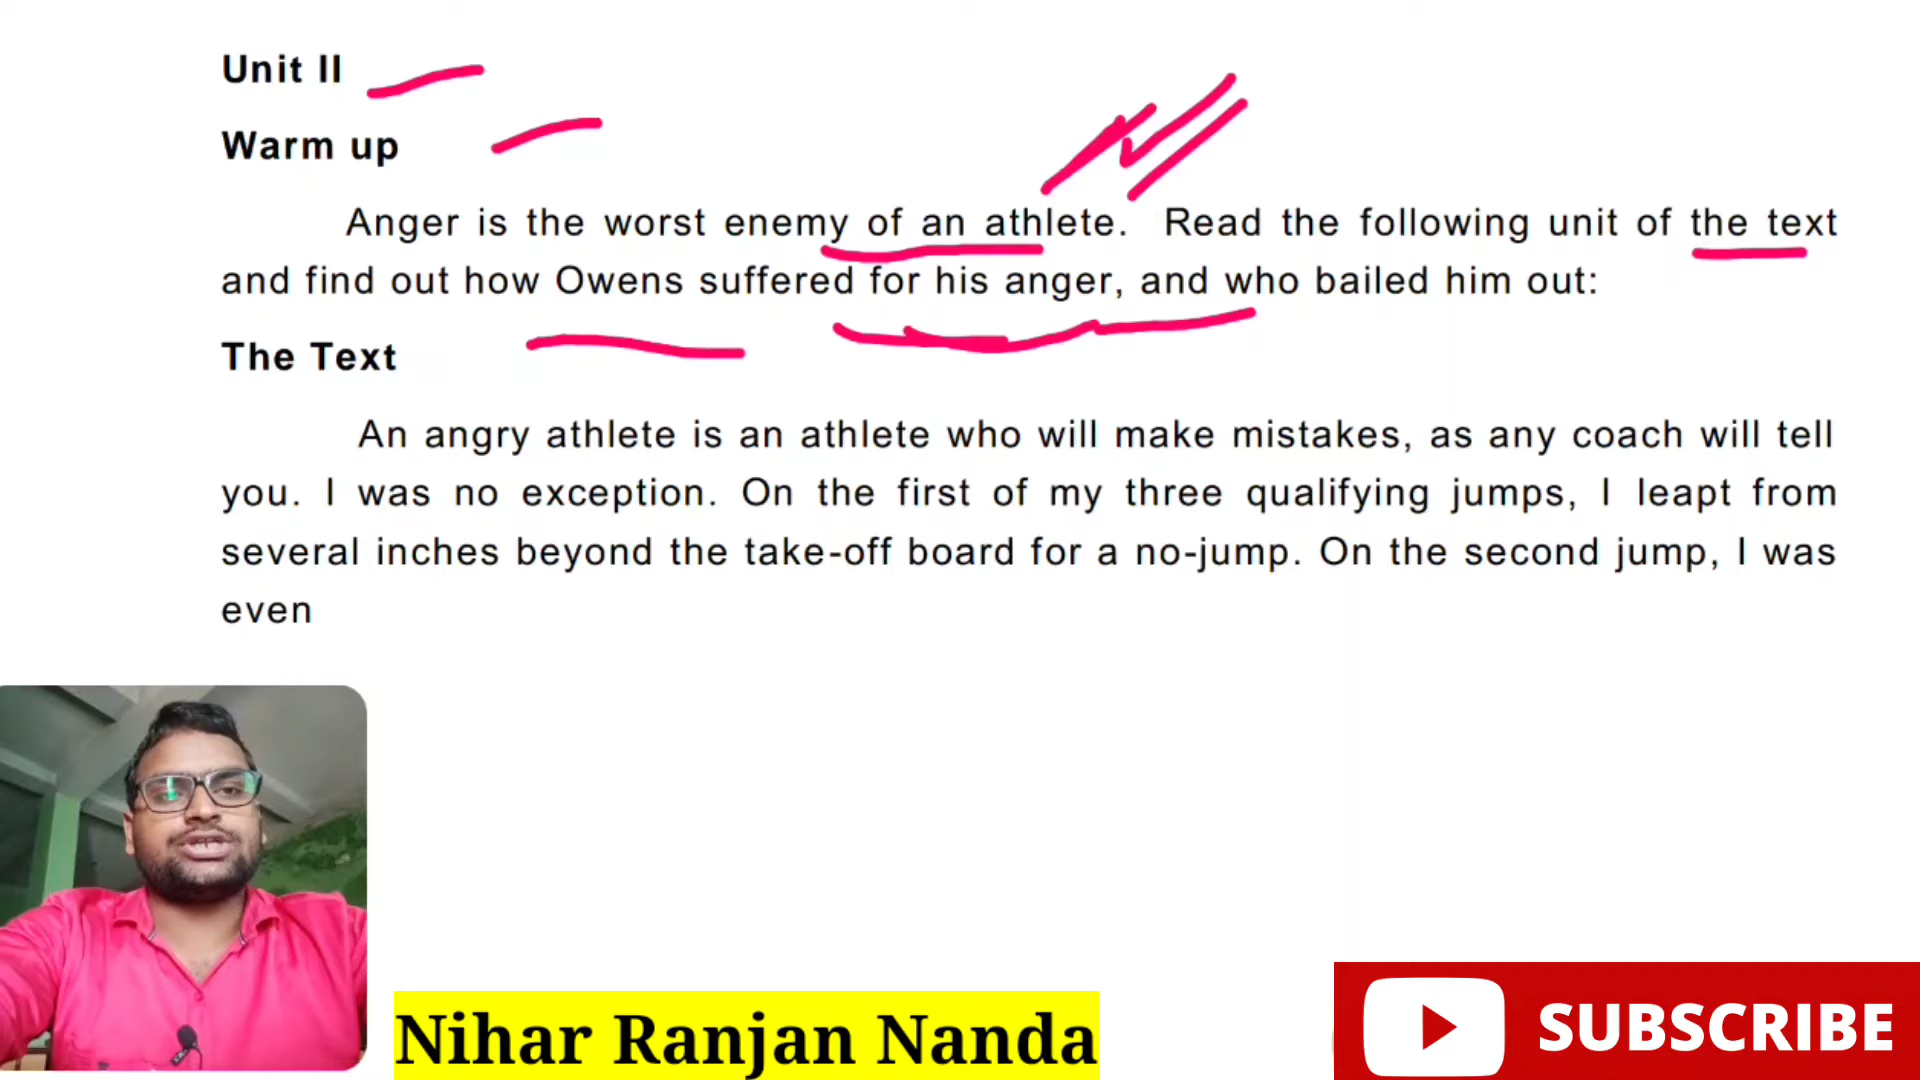 Unit II
Warm up
Anger is the worst enemy of an athlete. Read the following unit of the text
and find out how Owens suffered for his anger, and who bailed him out:
The Text
An angry athlete is an athlete who will make mistakes, as any coach will tell
you. I was no exception. On the first of my three qualifying jumps, I leapt from
several inches beyond the take-off board for a no-jump. On the second jump, I was
even
Nihar Ranjan Nanda
SUBSCRIBE